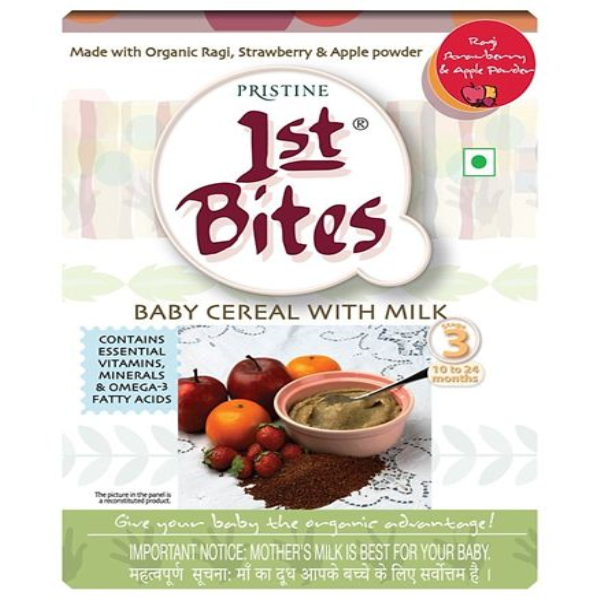 Made with Organic Ragi, Strawberry & Apple powder
Ragi
Strawberry
& Apple Powder
PRISTINE
1st®
Bites
BABY CEREAL WITH MILK
CONTAINS
ESSENTIAL
VITAMINS,
MINERALS
& OMEGA-3
FATTY ACIDS
Stage
3
10 to 24
months
The picture in the panel is
a reconstituted product.
Give your baby the organic advantage!
IMPORTANT NOTICE: MOTHER'S MILK IS BEST FOR YOUR BABY.
महत्वपूर्ण सूचना: माँ का दूध आपके बच्चे के लिए सर्वोत्तम है ।